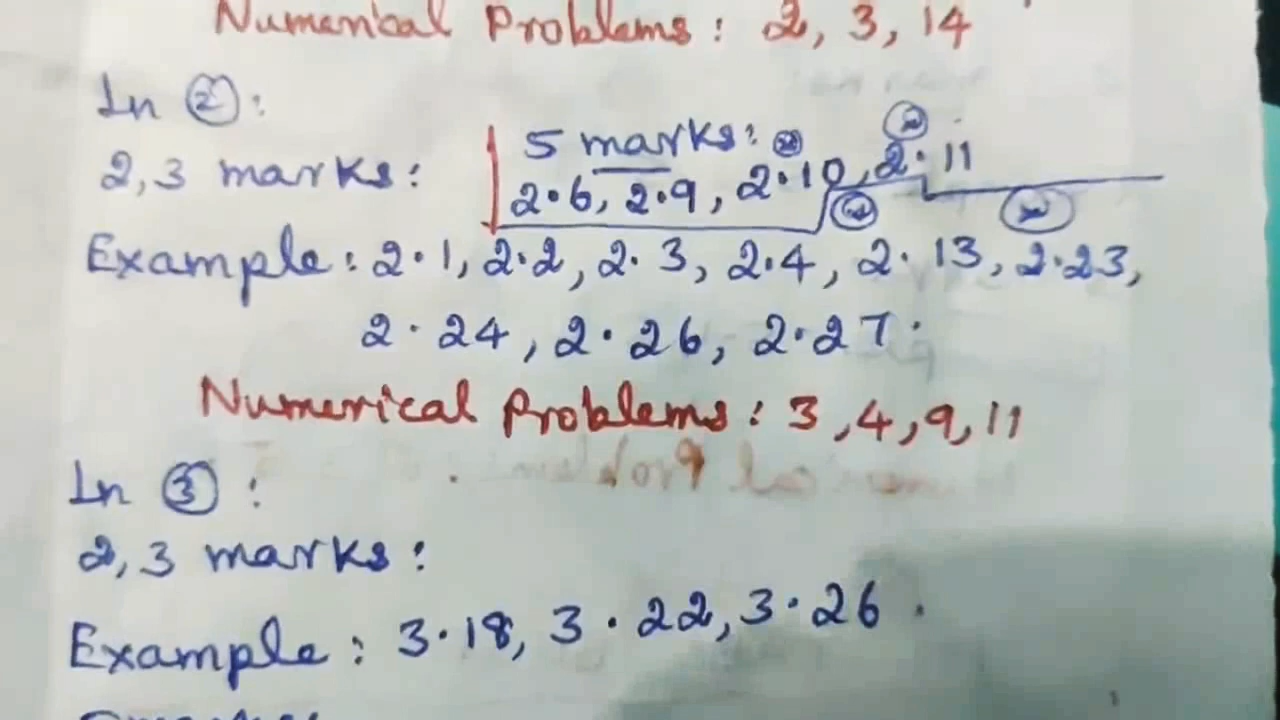 Numerical Problems: 2, 3, 14
Ln 2:
2, 3 marks:
5 marks:
2.6, 2.9, 2.10, 2.11
Example: 2.1, 2.2, 2.3, 2.4, 2.13, 2.23,
2.24, 2.26, 2.27.
Numerical Problems: 3, 4, 9, 11
Ln 3:
2, 3 marks:
Example: 3.18, 3.22, 3.26.